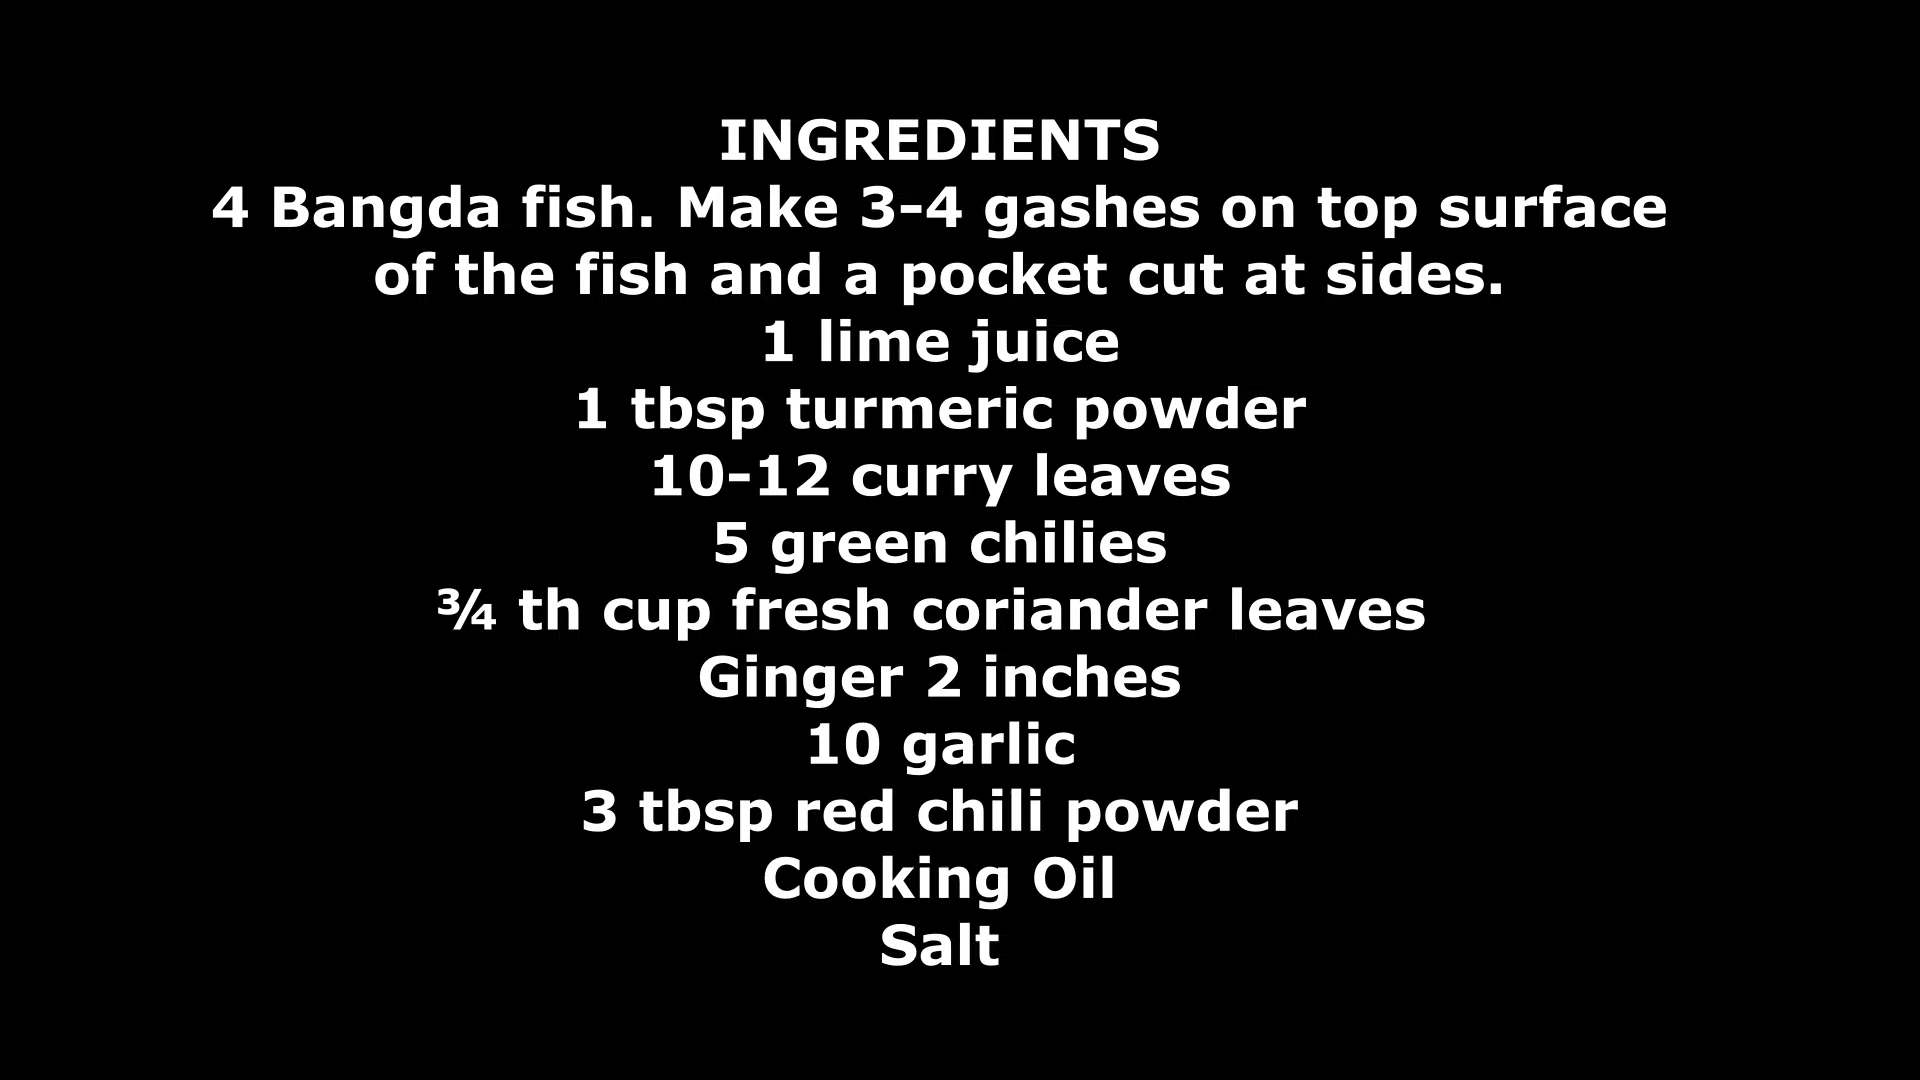 INGREDIENTS
4 Bangda fish. Make 3-4 gashes on top surface
of the fish and a pocket cut at sides.
1 lime juice
1 tbsp turmeric powder
10-12 curry leaves
5 green chilies
¾ th cup fresh coriander leaves
Ginger 2 inches
10 garlic
3 tbsp red chili powder
Cooking Oil
Salt